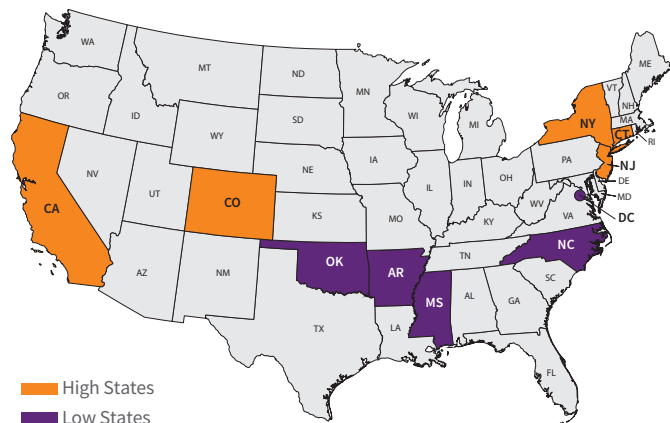 WA
ME
MT
ND
VT
MN
OR
NH
ID
WI
NY
MA
SD
MI
CT
RI
WY
PA
NJ
IA
NE
OH
DE
NV
IL
IN
MD
UT
CO
WV
CA
KS
MO
VA
DC
KY
NC
TN
OK
AZ
NM
AR
SC
MS
AL
GA
TX
LA
FL
High States
Low States